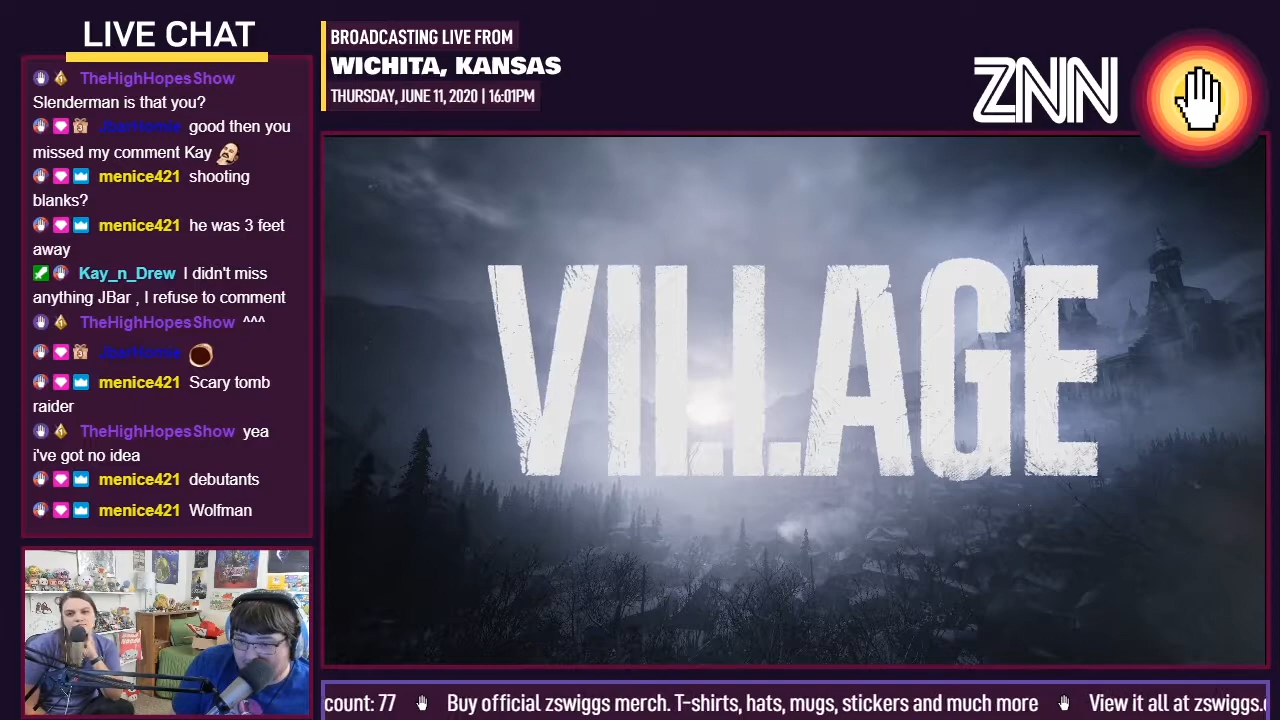 LIVE CHAT
TheHighHopesShow
Slenderman is that you?
JbarHonie good then you
missed my comment Kay
menice421 shooting
blanks?
menice421 he was 3 feet
away
Kay_n_Drew I didn't miss
anything JBar , I refuse to comment
TheHighHopesShow ^^^
menice421 Scary tomb
raider
TheHighHopesShow yea
i've got no idea
menice421 debutants
menice421 Wolfman
BROADCASTING LIVE FROM
WICHITA, KANSAS
THURSDAY, JUNE 11, 2020 | 16:01PM
ZNN
VILLAGE
count: 77 Buy official zswiggs merch. T-shirts, hats, mugs, stickers and much more View it all at zswiggs.